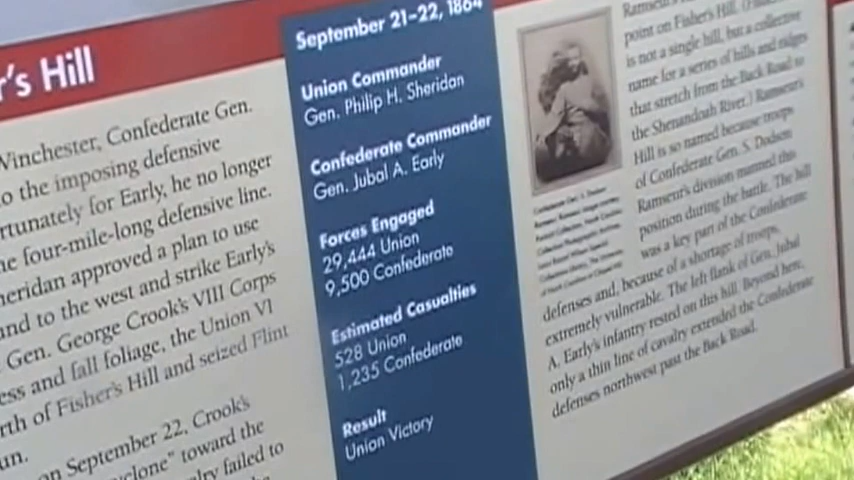 r's Hill
Winchester, Confederate Gen.
o the imposing defensive
rtunately for Early, he no longer
ne four-mile-long defensive line.
heridan approved a plan to use
and to the west and strike Early's
Gen. George Crook's VIII Corps
ess and fall foliage, the Union VI
rth of Fisher's Hill and seized Flint
un.
on September 22, Crook's
clone" toward the
lry failed to
September 21–22, 1864
Union Commander
Gen. Philip H. Sheridan
Confederate Commander
Gen. Jubal A. Early
Forces Engaged
29,444 Union
9,500 Confederate
Estimated Casualties
528 Union
1,235 Confederate
Result
Union Victory
point on Fisher's Hill.
is not a single hill, but a collective
name for a series of hills and ridges
that stretch from the Back Road to
the Shenandoah River.) Ramseur's
Hill is so named because troops
of Confederate Gen. S. Dodson
Ramseur's division manned this
position during the battle. The hill
was a key part of the Confederate
defenses and, because of a shortage of troops,
extremely vulnerable. The left flank of Gen. Jubal
A. Early's infantry rested on this hill. Beyond here,
only a thin line of cavalry extended the Confederate
defenses northwest past the Back Road.